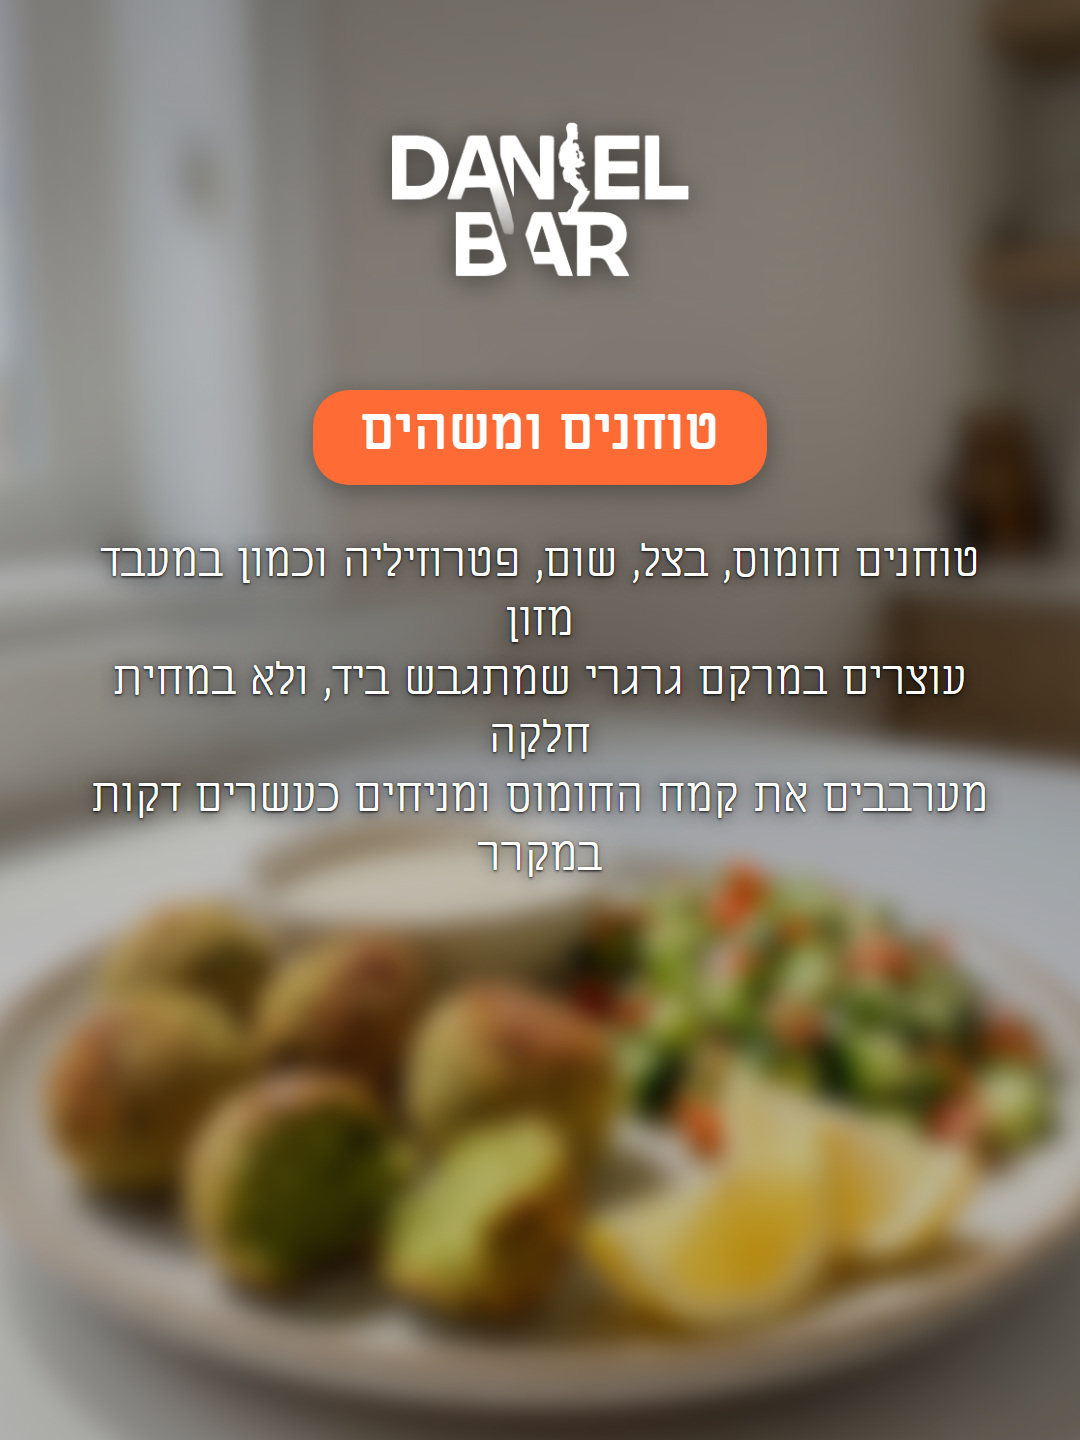 DANIEL
BAR
טוחנים ומשהים
טוחנים חומוס, בצל, שום, פטרוזיליה וכמון במעבד
מזון
עוצרים במרקם גרגרי שמתגבש ביד, ולא במחית
חלקה
מערבבים את קמח החומוס ומניחים כעשרים דקות
במקרר